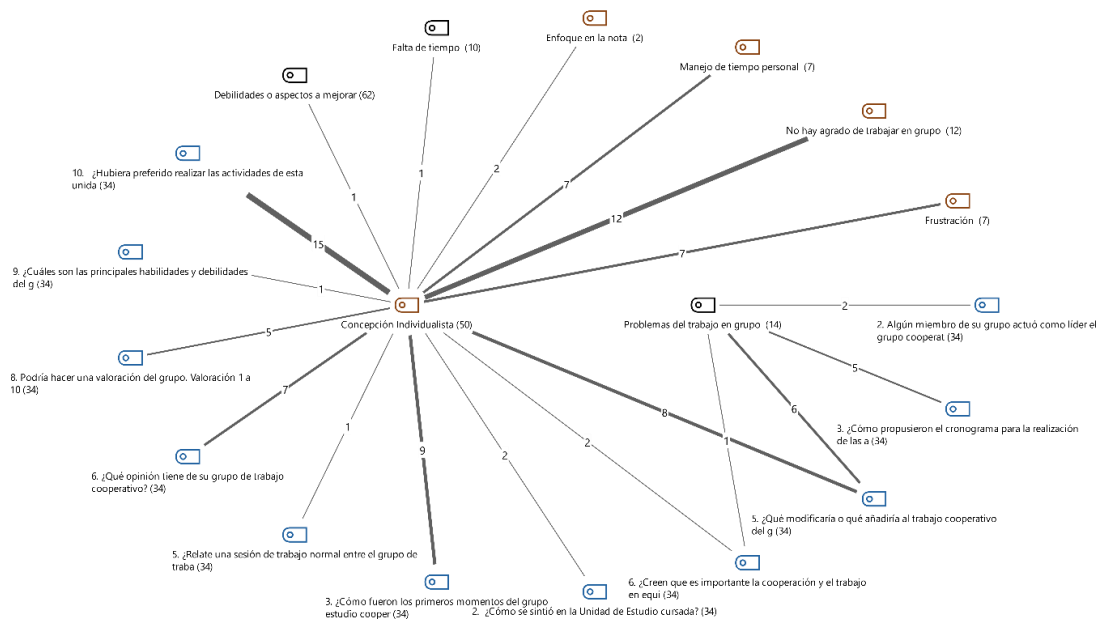 Enfoque en la nota (2)
Falta de tiempo (10)
Manejo de tiempo personal (7)
Debilidades o aspectos a mejorar (62)
No hay agrado de trabajar en grupo (12)
10. ¿Hubiera preferido realizar las actividades de esta
unida (34)
1
1
2
7
12
15
Frustración (7)
7
9. ¿Cuáles son las principales habilidades y debilidades
del g (34)
1
2
Concepción Individualista (50)
Problemas del trabajo en grupo (14)
2. Algún miembro de su grupo actuó como líder el
grupo cooperat (34)
5
8. Podría hacer una valoración del grupo. Valoración 1 a
10 (34)
5
7
8
6
3. ¿Cómo propusieron el cronograma para la realización
de las a (34)
1
9
2
2
1
6. ¿Qué opinión tiene de su grupo de trabajo
cooperativo? (34)
5. ¿Qué modificaría o qué añadiría al trabajo cooperativo
del g (34)
5. ¿Relate una sesión de trabajo normal entre el grupo de
traba (34)
6. ¿Creen que es importante la cooperación y el trabajo
en equi (34)
3. ¿Cómo fueron los primeros momentos del grupo
estudio cooper (34)
2. ¿Cómo se sintió en la Unidad de Estudio cursada? (34)